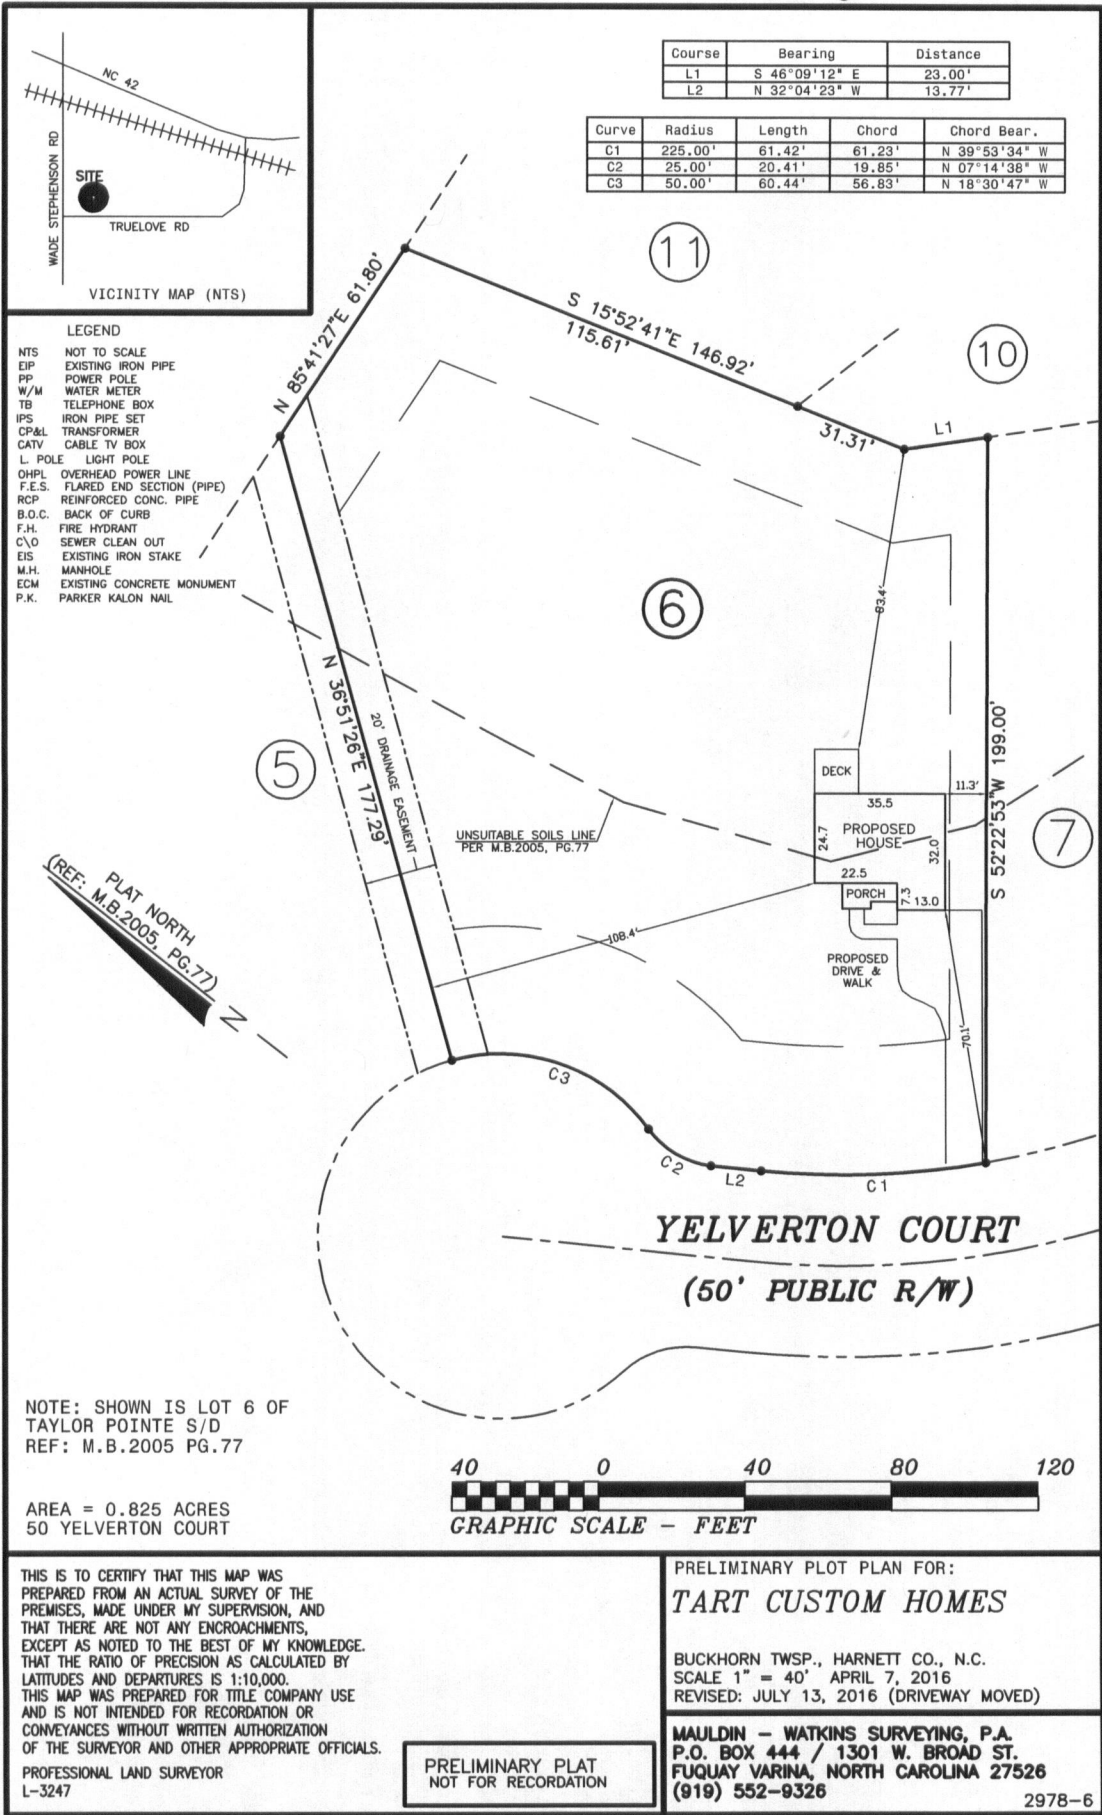 NC 42
WADE STEPHENSON RD
SITE
TRUELOVE RD
VICINITY MAP (NTS)
Course Bearing Distance
L1 S 46°09'12" E 23.00'
L2 N 32°04'23" W 13.77'
Curve Radius Length Chord Chord Bear.
C1 225.00' 61.42' 61.23' N 39°53'34" W
C2 25.00' 20.41' 19.85' N 07°14'38" W
C3 50.00' 60.44' 56.83' N 18°30'47" W
LEGEND
NTS NOT TO SCALE
EIP EXISTING IRON PIPE
PP POWER POLE
W/M WATER METER
TB TELEPHONE BOX
IPS IRON PIPE SET
CP&L TRANSFORMER
CATV CABLE TV BOX
L. POLE LIGHT POLE
OHPL OVERHEAD POWER LINE
F.E.S. FLARED END SECTION (PIPE)
RCP REINFORCED CONC. PIPE
B.O.C. BACK OF CURB
F.H. FIRE HYDRANT
C\O SEWER CLEAN OUT
EIS EXISTING IRON STAKE
M.H. MANHOLE
ECM EXISTING CONCRETE MONUMENT
P.K. PARKER KALON NAIL
11
10
N 85°41'27"E 61.80'
S 15°52'41"E 146.92'
115.61'
31.31'
L1
6
83.4'
5
N 36°51'26"E 177.29'
20' DRAINAGE EASEMENT
S 52°22'53"W 199.00'
7
DECK
11.3'
35.5
24.7
PROPOSED
HOUSE
32.0
22.5
PORCH
7.3
13.0
UNSUITABLE SOILS LINE
PER M.B.2005, PG.77
108.4'
PROPOSED
DRIVE &
WALK
70.1'
PLAT NORTH
(REF: M.B.2005, PG.77)
N
C3
C2
L2
C1
YELVERTON COURT
(50' PUBLIC R/W)
NOTE: SHOWN IS LOT 6 OF
TAYLOR POINTE S/D
REF: M.B.2005 PG.77
AREA = 0.825 ACRES
50 YELVERTON COURT
40 0 40 80 120
GRAPHIC SCALE - FEET
THIS IS TO CERTIFY THAT THIS MAP WAS
PREPARED FROM AN ACTUAL SURVEY OF THE
PREMISES, MADE UNDER MY SUPERVISION, AND
THAT THERE ARE NOT ANY ENCROACHMENTS,
EXCEPT AS NOTED TO THE BEST OF MY KNOWLEDGE.
THAT THE RATIO OF PRECISION AS CALCULATED BY
LATITUDES AND DEPARTURES IS 1:10,000.
THIS MAP WAS PREPARED FOR TITLE COMPANY USE
AND IS NOT INTENDED FOR RECORDATION OR
CONVEYANCES WITHOUT WRITTEN AUTHORIZATION
OF THE SURVEYOR AND OTHER APPROPRIATE OFFICIALS.
PROFESSIONAL LAND SURVEYOR
L-3247
PRELIMINARY PLAT
NOT FOR RECORDATION
PRELIMINARY PLOT PLAN FOR:
TART CUSTOM HOMES
BUCKHORN TWSP., HARNETT CO., N.C.
SCALE 1" = 40' APRIL 7, 2016
REVISED: JULY 13, 2016 (DRIVEWAY MOVED)
MAULDIN - WATKINS SURVEYING, P.A.
P.O. BOX 444 / 1301 W. BROAD ST.
FUQUAY VARINA, NORTH CAROLINA 27526
(919) 552-9326
2978-6